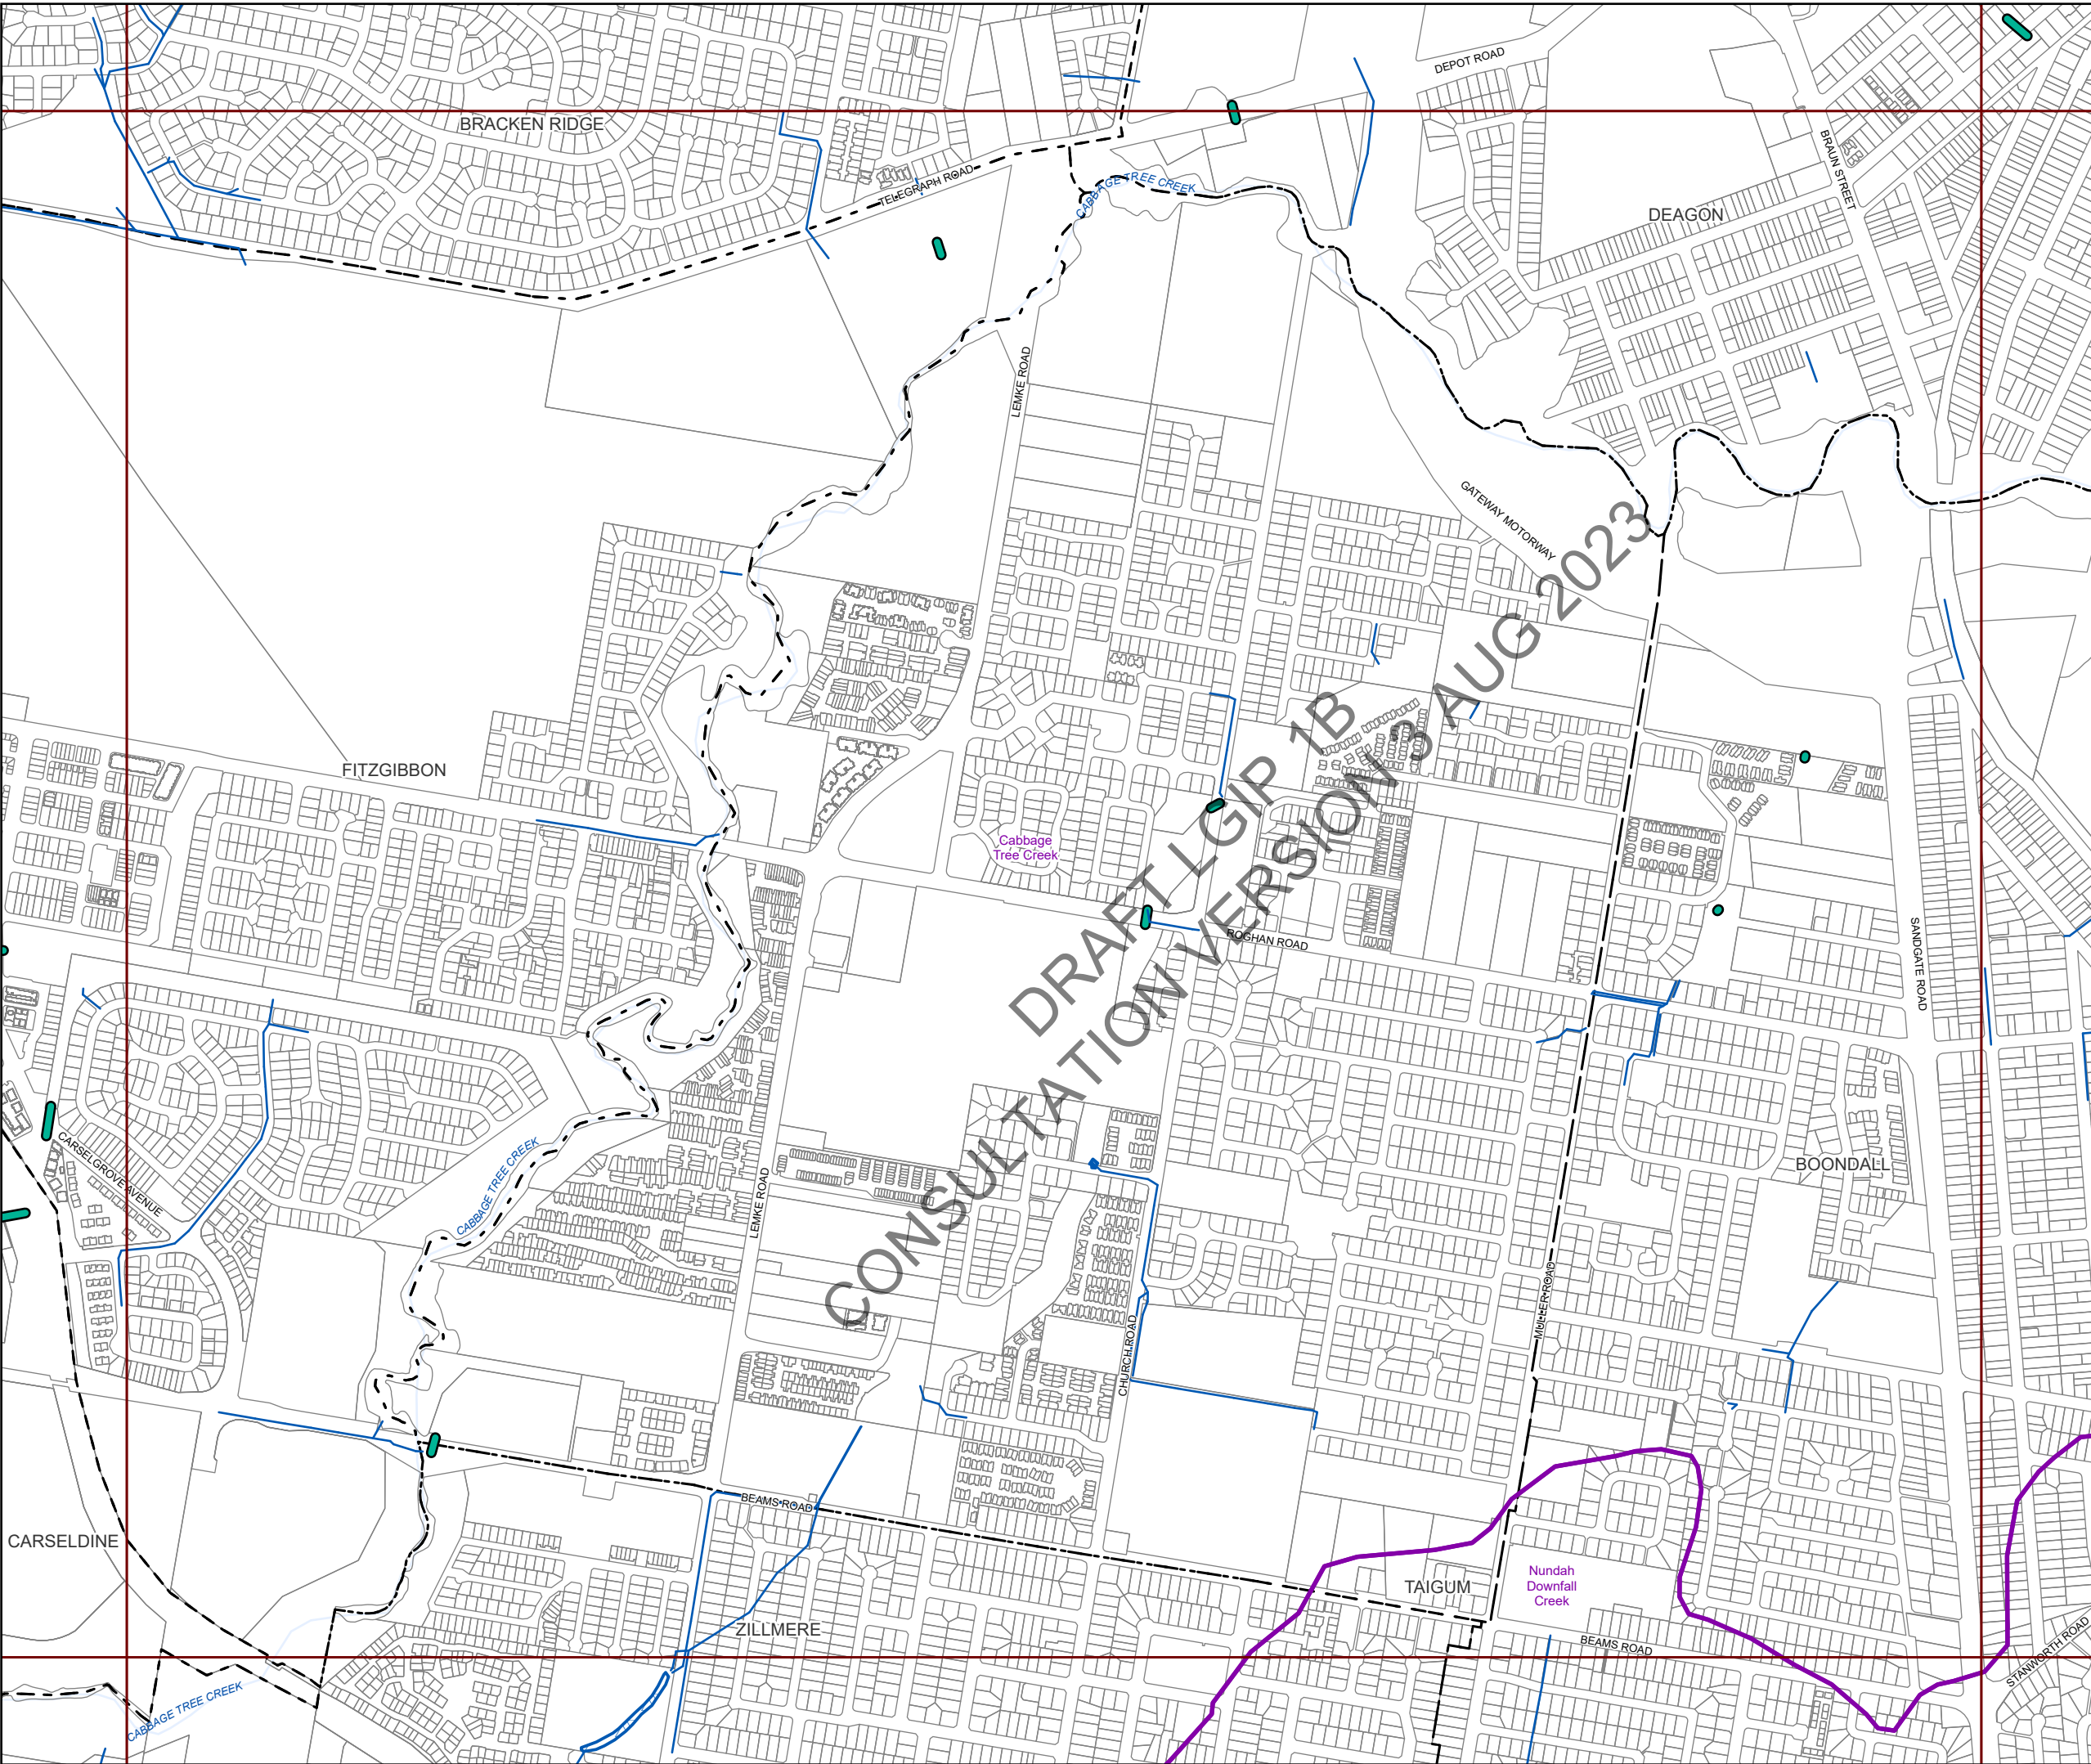 DEPOT ROAD
BRACKEN RIDGE
BRAUN STREET
TELEGRAPH ROAD
CABBAGE TREE CREEK
DEAGON
LEMKE ROAD
GATEWAY MOTORWAY
FITZGIBBON
Cabbage
Tree Creek
DRAFT LGIP 1B
CONSULTATION VERSION 3 AUG 2023
ROGHAN ROAD
SANDGATE ROAD
CARSELGROVE AVENUE
CABBAGE TREE CREEK
LEMKE ROAD
BOONDALL
MULLER ROAD
CHURCH ROAD
BEAMS ROAD
CARSELDINE
Nundah
Downfall
Creek
TAIGUM
ZILLMERE
BEAMS ROAD
STANWORTH ROAD
CABBAGE TREE CREEK